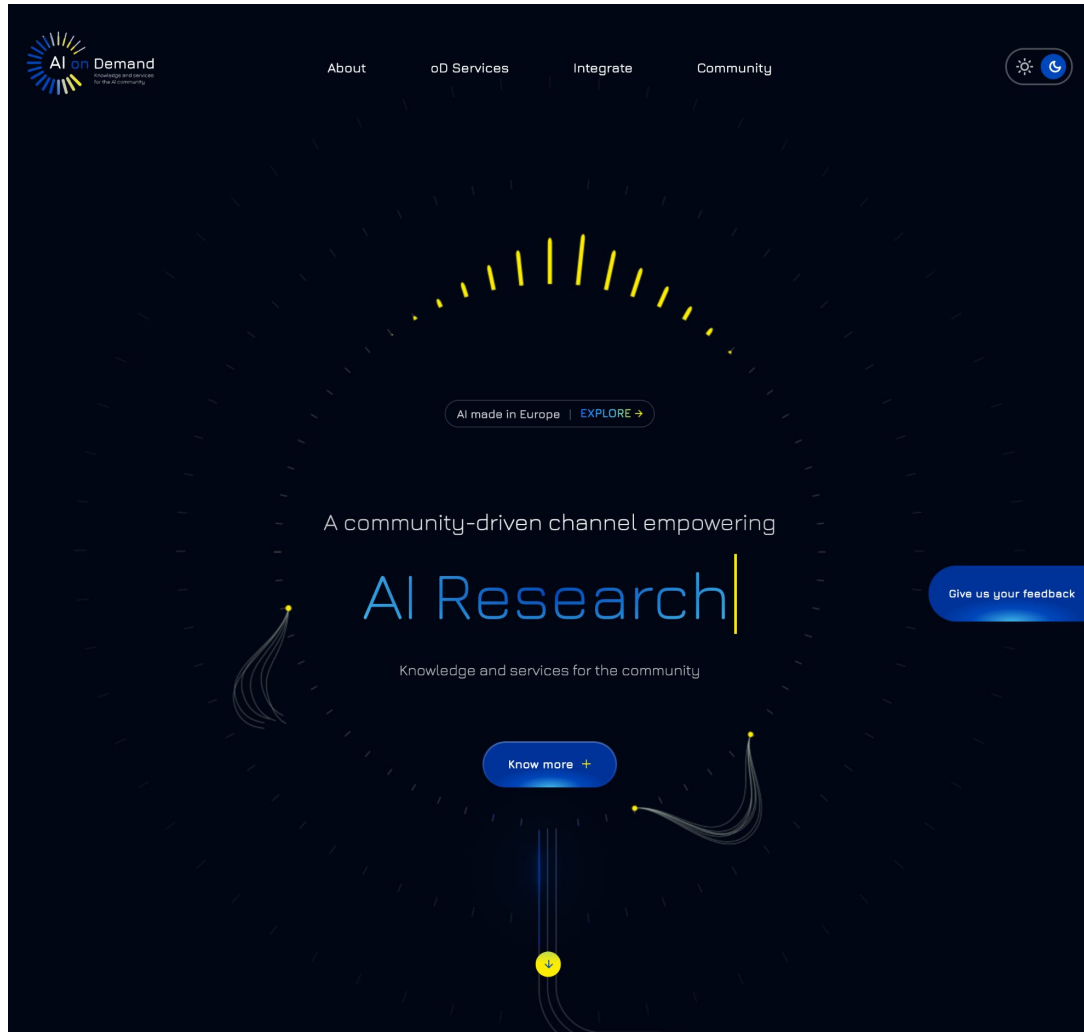 AI on Demand
Knowledge and services
for the AI community
About
oD Services
Integrate
Community
AI made in Europe | EXPLORE →
A community-driven channel empowering
AI Research
Give us your feedback
Knowledge and services for the community
Know more +